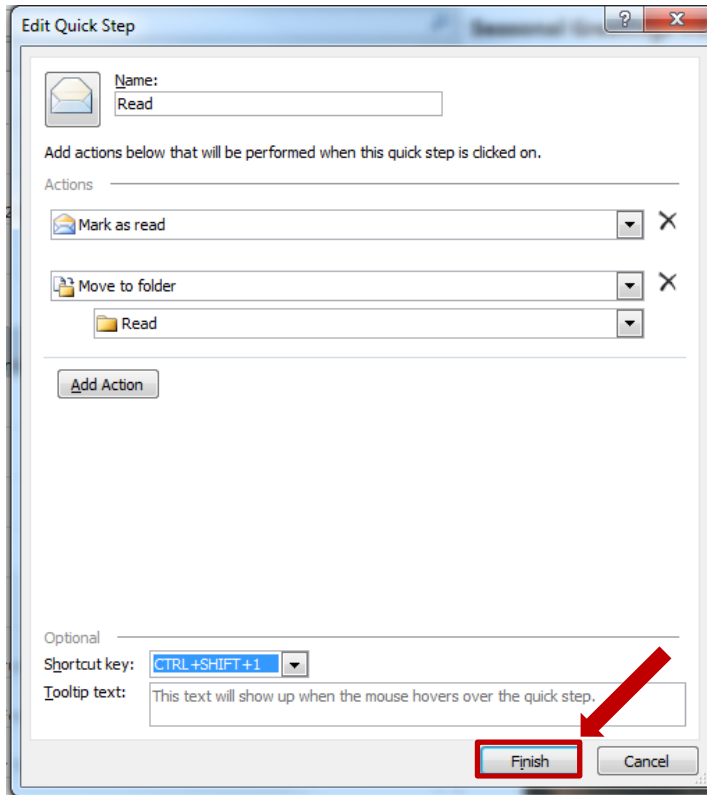 Edit Quick Step
Name:
Read
Add actions below that will be performed when this quick step is clicked on.
Actions
Mark as read
Move to folder
Read
Add Action
Optional
Shortcut key: CTRL+SHIFT+1
Tooltip text: This text will show up when the mouse hovers over the quick step.
Finish Cancel